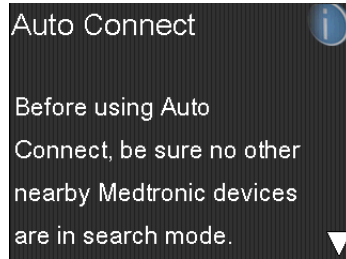 Auto Connect
Before using Auto
Connect, be sure no other
nearby Medtronic devices
are in search mode.